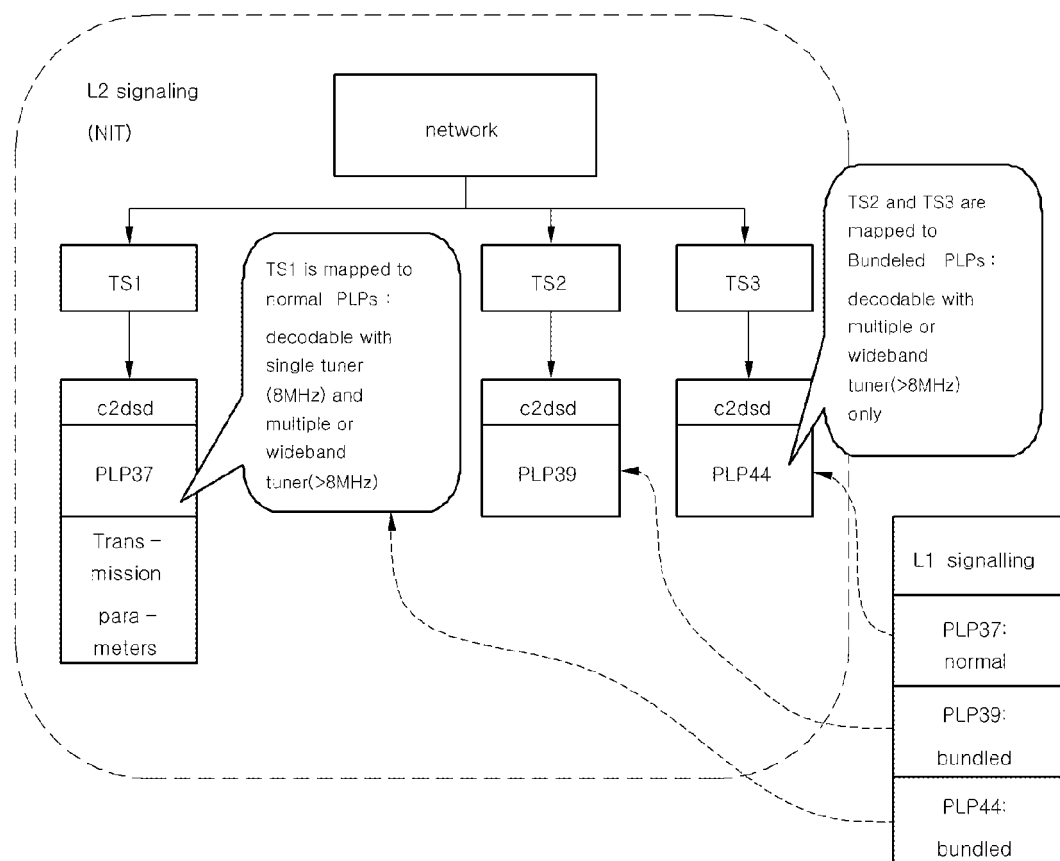 L2 signaling
(NIT)
network
TS1
TS2
TS3
TS1 is mapped to
normal PLPs :
decodable with
single tuner
(8MHz) and
multiple or
wideband
tuner(>8MHz)
TS2 and TS3 are
mapped to
Bundeled PLPs :
decodable with
multiple or
wideband
tuner(>8MHz)
only
c2dsd
PLP37
Trans -
mission
para -
meters
c2dsd
PLP39
c2dsd
PLP44
L1 signalling
PLP37:
normal
PLP39:
bundled
PLP44:
bundled